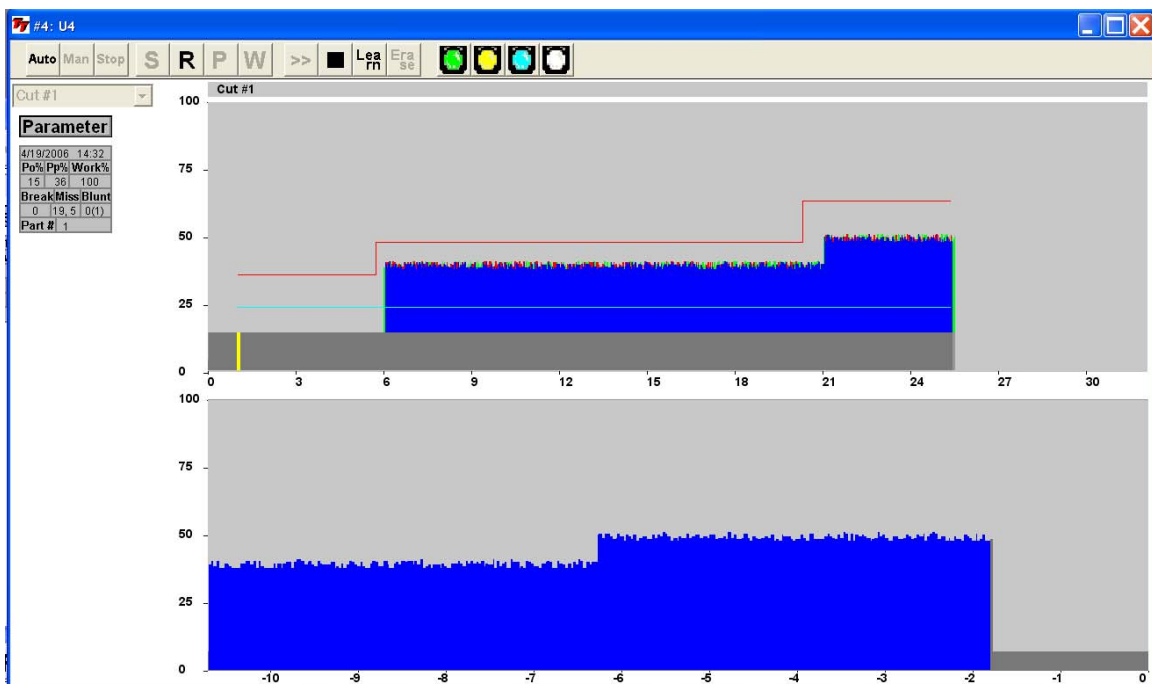 #4: U4
Auto Man Stop S R P W >> Lea rn Era se
Cut #1
Cut #1
Parameter
4/19/2006 14:32
Po% Pp% Work%
15 36 100
Break Miss Blunt
0 19, 5 0(1)
Part # 1
100
75
50
25
0
0 3 6 9 12 15 18 21 24 27 30
100
75
50
25
0
-10 -9 -8 -7 -6 -5 -4 -3 -2 -1 0